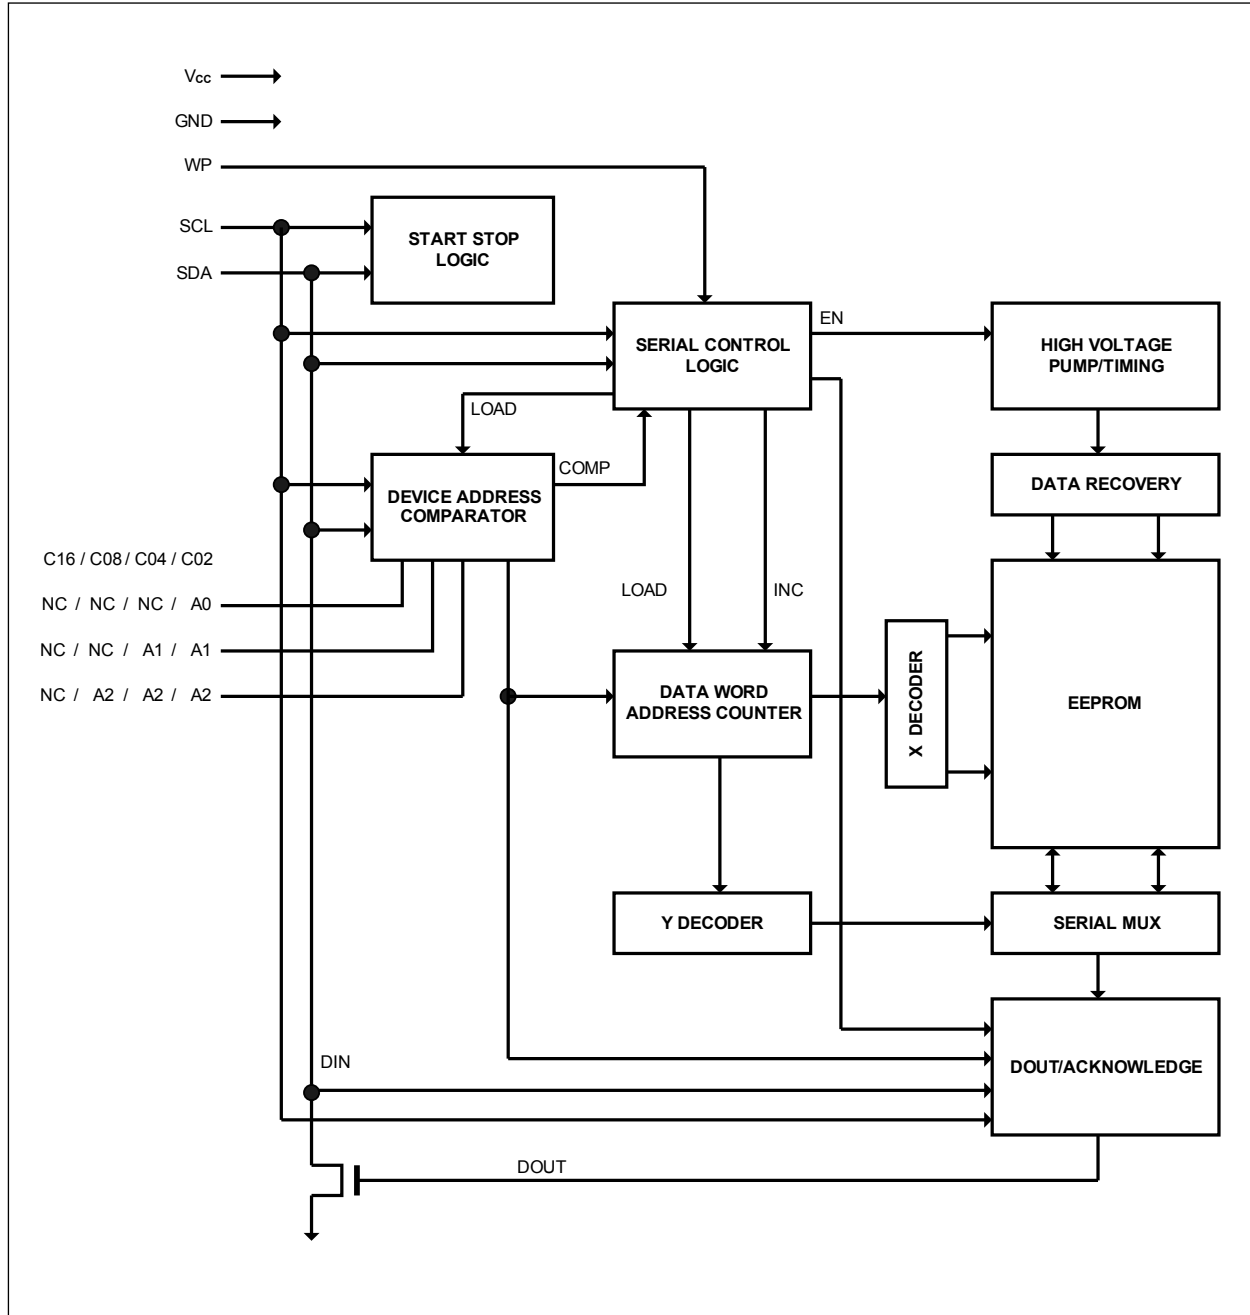 Vcc
GND
WP
SCL
SDA
START STOP
LOGIC
SERIAL CONTROL
LOGIC
EN
HIGH VOLTAGE
PUMP/TIMING
LOAD
COMP
DEVICE ADDRESS
COMPARATOR
DATA RECOVERY
C16 / C08 / C04 / C02
NC / NC / NC / A0
NC / NC / A1 / A1
NC / A2 / A2 / A2
LOAD
INC
DATA WORD
ADDRESS COUNTER
X DECODER
EEPROM
Y DECODER
SERIAL MUX
DIN
DOUT/ACKNOWLEDGE
DOUT